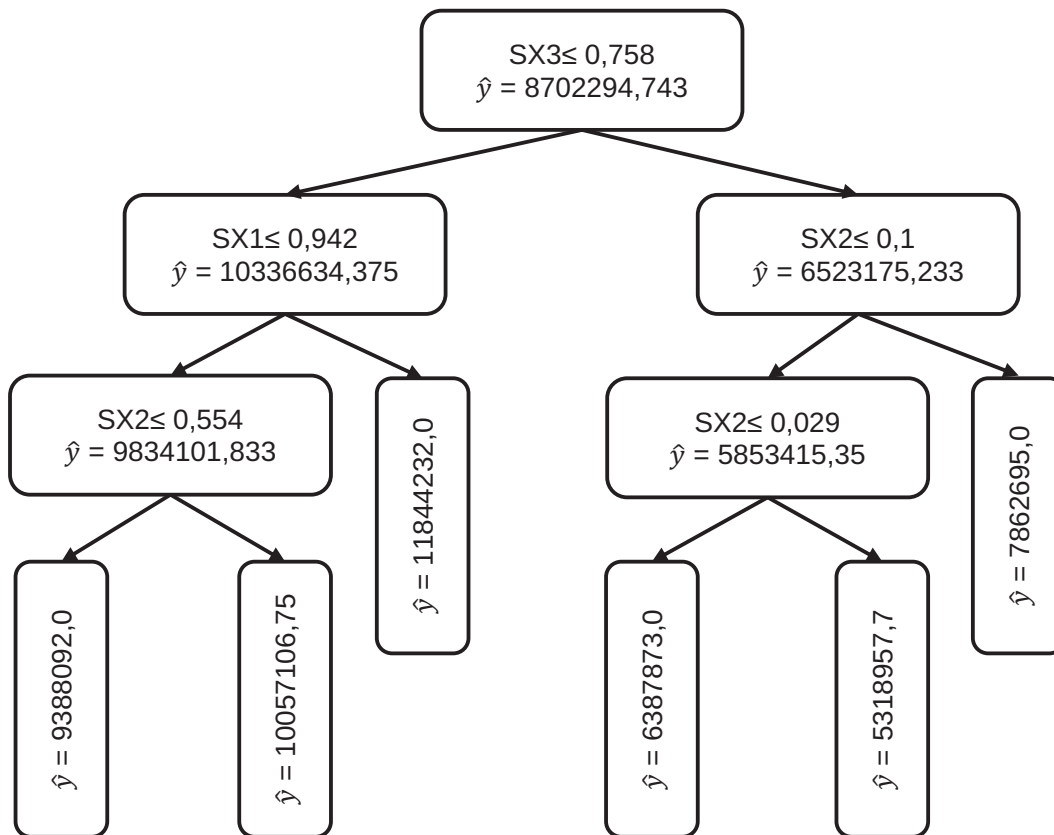 SX3≤ 0,758
ŷ = 8702294,743
SX1≤ 0,942
ŷ = 10336634,375
SX2≤ 0,1
ŷ = 6523175,233
SX2≤ 0,554
ŷ = 9834101,833
ŷ = 11844232,0
SX2≤ 0,029
ŷ = 5853415,35
ŷ = 7862695,0
ŷ = 9388092,0
ŷ = 10057106,75
ŷ = 6387873,0
ŷ = 5318957,7